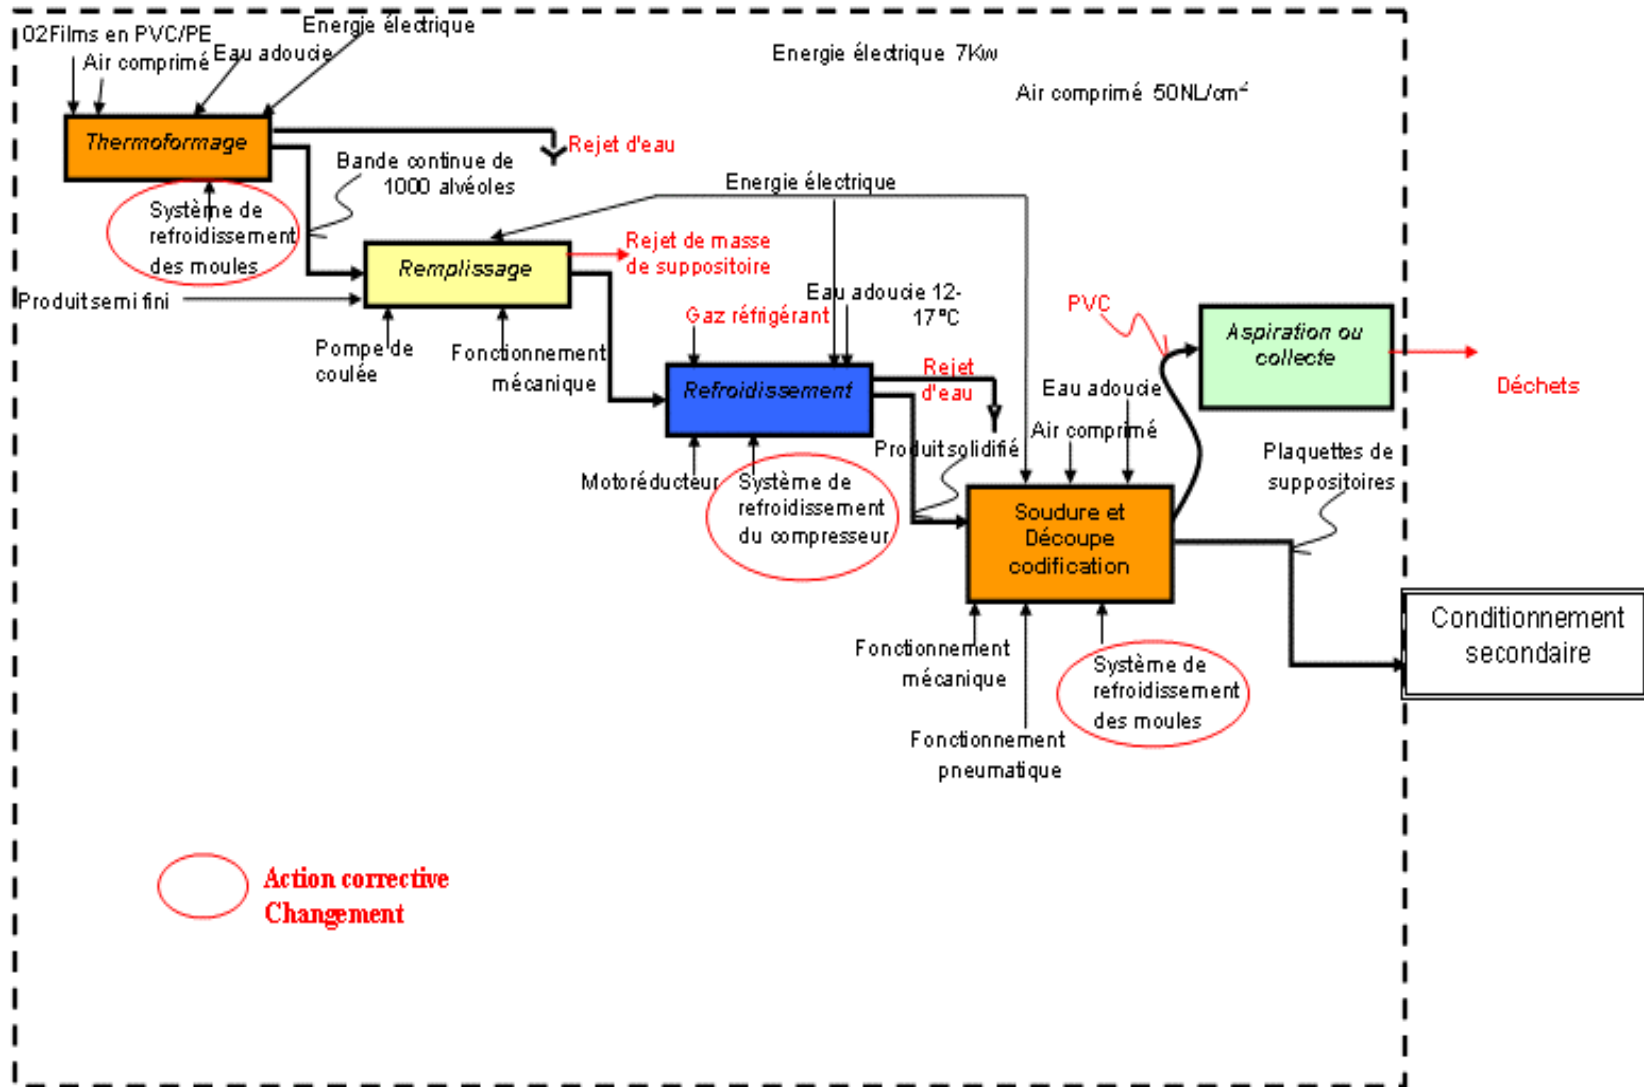 02Films en PVC/PE
Air comprimé
Eau adoucie
Energie électrique
Energie électrique 7Kw
Air comprimé 50NL/cm²
Thermoformage
Rejet d'eau
Bande continue de
1000 alvéoles
Système de
refroidissement
des moules
Energie électrique
Remplissage
Rejet de masse
de suppositoire
Produit semi fini
Pompe de
coulée
Fonctionnement
mécanique
Gaz réfrigérant
Eau adoucie 12-
17°C
Refroidissement
Rejet
d'eau
PVC
Aspiration ou
collecte
Déchets
Motoréducteur
Système de
refroidissement
du compresseur
Produit solidifié
Air comprimé
Eau adoucie
Plaquettes de
suppositoires
Soudure et
Découpe
codification
Fonctionnement
mécanique
Fonctionnement
pneumatique
Système de
refroidissement
des moules
Conditionnement
secondaire
Action corrective
Changement